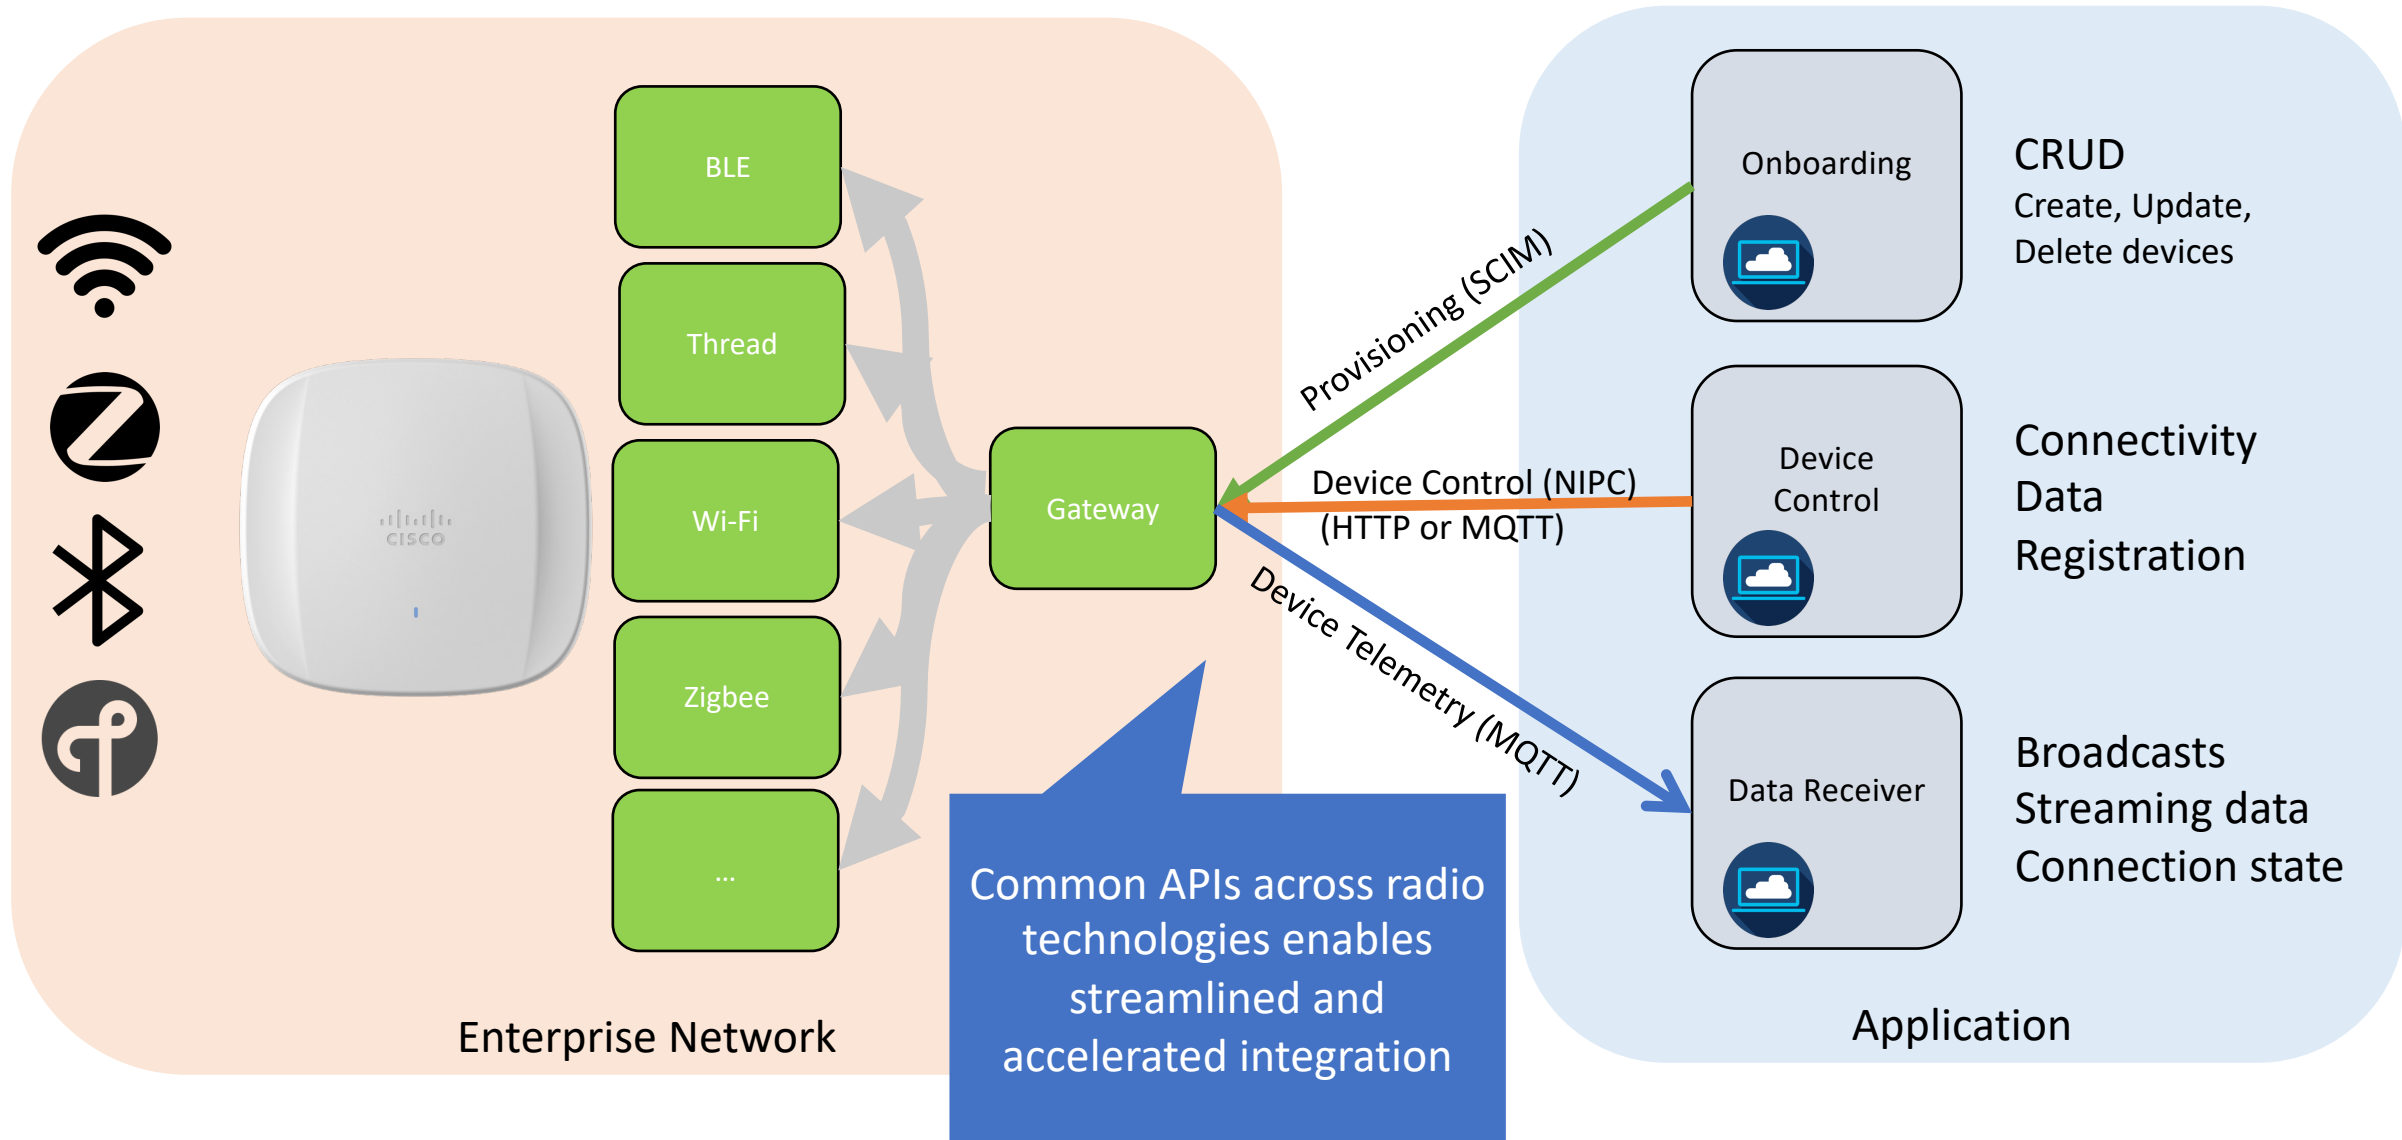 BLE
Thread
Wi-Fi
Zigbee
...
CISCO
Gateway
Enterprise Network
Provisioning (SCIM)
Device Control (NIPC)
(HTTP or MQTT)
Device Telemetry (MQTT)
Common APIs across radio
technologies enables
streamlined and
accelerated integration
Onboarding
CRUD
Create, Update,
Delete devices
Device
Control
Connectivity
Data
Registration
Data Receiver
Broadcasts
Streaming data
Connection state
Application